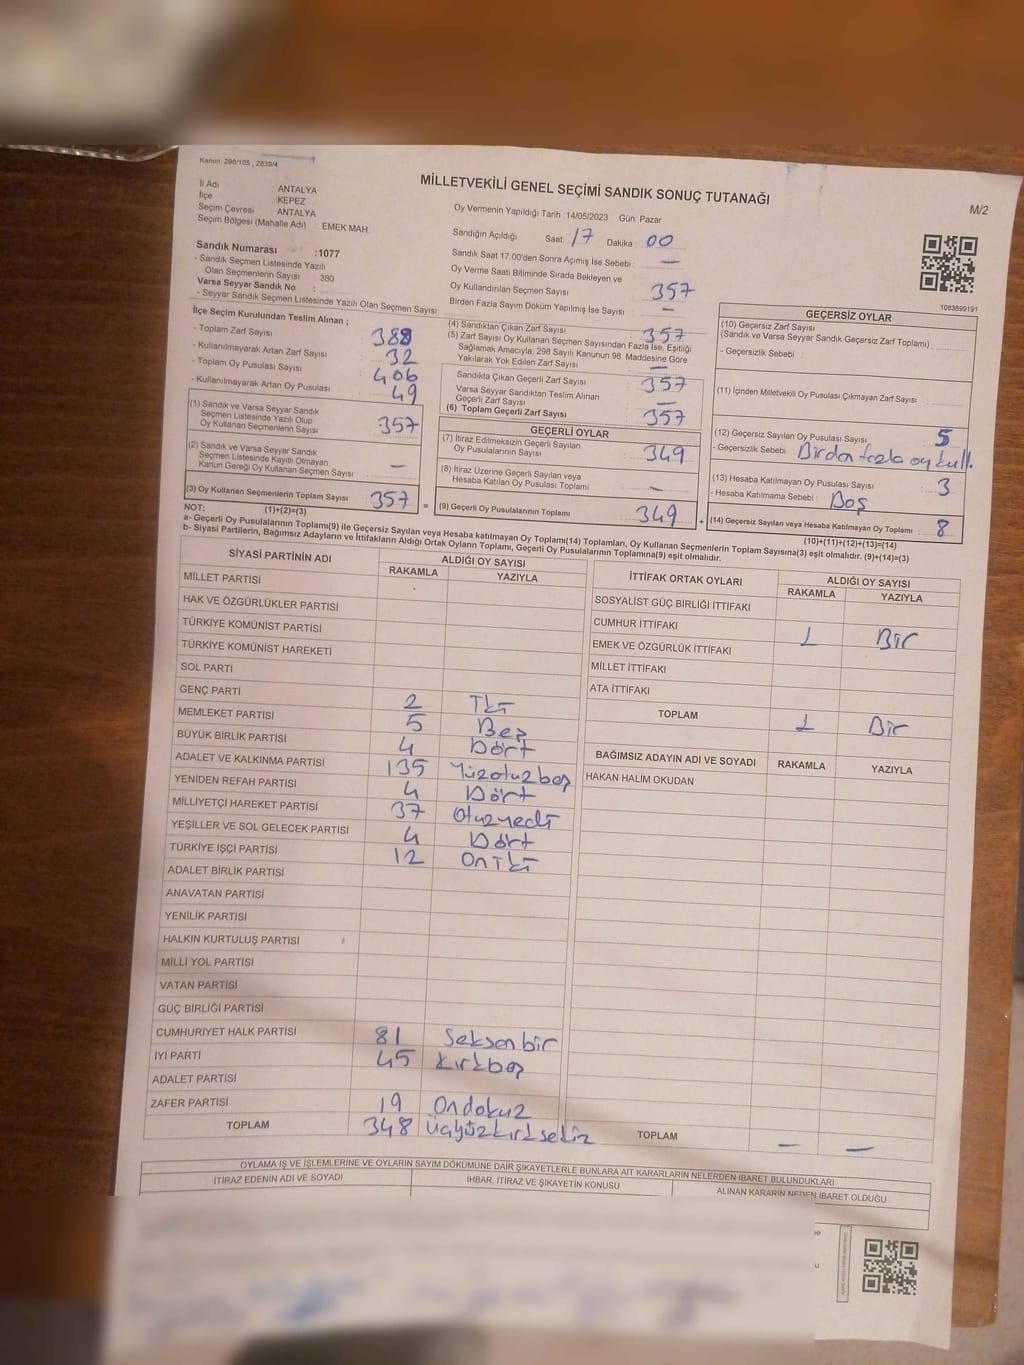 Kanun: 298/105 , 2839/4
MİLLETVEKİLİ GENEL SEÇİMİ SANDIK SONUÇ TUTANAĞI
M/2
İl Adı : ANTALYA
İlçe : KEPEZ
Seçim Çevresi : ANTALYA
Seçim Bölgesi (Mahalle Adı) : EMEK MAH
Sandık Numarası :1077
- Sandık Seçmen Listesinde Yazılı
Olan Seçmenlerin Sayısı : 380
Varsa Seyyar Sandık No :
- Seyyar Sandık Seçmen Listesinde Yazılı Olan Seçmen Sayısı:
Oy Vermenin Yapıldığı Tarih :14/05/2023 Gün: Pazar
Sandığın Açıldığı Saat: 17 Dakika : 00
Sandık Saat 17:00'den Sonra Açımış İse Sebebi : —
Oy Verme Saati Bitiminde Sırada Bekleyen ve
Oy Kullandırılan Seçmen Sayısı : 357
Birden Fazla Sayım Döküm Yapılmış İse Sayısı : —
1083699191
İlçe Seçim Kurulundan Teslim Alınan ;
- Toplam Zarf Sayısı : 388
- Kullanılmayarak Artan Zarf Sayısı : 32
- Toplam Oy Pusulası Sayısı : 406
- Kullanılmayarak Artan Oy Pusulası : 49
(1) Sandık ve Varsa Seyyar Sandık
Seçmen Listesinde Yazılı Olup
Oy Kullanan Seçmenlerin Sayısı : 357
(2) Sandık ve Varsa Seyyar Sandık
Seçmen Listesinde Kayıtlı Olmayan
Kanun Gereği Oy Kullanan Seçmen Sayısı : —
(3) Oy Kullanan Seçmenlerin Toplam Sayısı : 357 =
(1)+(2)=(3)
(4) Sandıktan Çıkan Zarf Sayısı : 357
(5) Zarf Sayısı Oy Kullanan Seçmen Sayısından Fazla İse, Eşitliği
Sağlamak Amacıyla, 298 Sayılı Kanunun 98. Maddesine Göre
Yakılarak Yok Edilen Zarf Sayısı : —
Sandıkta Çıkan Geçerli Zarf Sayısı : 357
Varsa Seyyar Sandıktan Teslim Alınan
Geçerli Zarf Sayısı : —
(6) Toplam Geçerli Zarf Sayısı : 357
GEÇERLİ OYLAR
(7) İtiraz Edilmeksizin Geçerli Sayılan
Oy Pusulalarının Sayısı : 349
(8) İtiraz Üzerine Geçerli Sayılan veya
Hesaba Katılan Oy Pusulası Toplamı : —
(9) Geçerli Oy Pusulalarının Toplamı : 349 +
GEÇERSİZ OYLAR
(10) Geçersiz Zarf Sayısı
(Sandık ve Varsa Seyyar Sandık Geçersiz Zarf Toplamı) :
- Geçersizlik Sebebi :
(11) İçinden Milletvekili Oy Pusulası Çıkmayan Zarf Sayısı :
(12) Geçersiz Sayılan Oy Pusulası Sayısı : 5
- Geçersizlik Sebebi : Birden fazla oy kull.
(13) Hesaba Katılmayan Oy Pusulası Sayısı : 3
- Hesaba Katılmama Sebebi : Boş
(14) Geçersiz Sayılan veya Hesaba Katılmayan Oy Toplamı : 8
(10)+(11)+(12)+(13)=(14)
NOT:
a- Geçerli Oy Pusulalarının Toplamı(9) ile Geçersiz Sayılan veya Hesaba Katılmayan Oy Toplamı(14) Toplamları, Oy Kullanan Seçmenlerin Toplam Sayısına(3) eşit olmalıdır. (9)+(14)=(3)
b- Siyasi Partilerin, Bağımsız Adayların ve İttifakların Aldığı Ortak Oyların Toplamı, Geçerli Oy Pusulalarının Toplamına(9) eşit olmalıdır.
SİYASİ PARTİNİN ADI ALDIĞI OY SAYISI
RAKAMLA YAZIYLA
MİLLET PARTİSİ
HAK VE ÖZGÜRLÜKLER PARTİSİ
TÜRKİYE KOMÜNİST PARTİSİ
TÜRKİYE KOMÜNİST HAREKETİ
SOL PARTİ
GENÇ PARTİ 2 İki
MEMLEKET PARTİSİ 5 Beş
BÜYÜK BİRLİK PARTİSİ 4 Dört
ADALET VE KALKINMA PARTİSİ 135 Yüzotuzbeş
YENİDEN REFAH PARTİSİ 4 Dört
MİLLİYETÇİ HAREKET PARTİSİ 37 Otuzyedi
YEŞİLLER VE SOL GELECEK PARTİSİ 4 Dört
TÜRKİYE İŞÇİ PARTİSİ 12 Oniki
ADALET BİRLİK PARTİSİ
ANAVATAN PARTİSİ
YENİLİK PARTİSİ
HALKIN KURTULUŞ PARTİSİ
MİLLİ YOL PARTİSİ
VATAN PARTİSİ
GÜÇ BİRLİĞİ PARTİSİ
CUMHURİYET HALK PARTİSİ 81 Seksenbir
İYİ PARTİ 45 Kırkbeş
ADALET PARTİSİ
ZAFER PARTİSİ 19 Ondokuz
TOPLAM 348 Üçyüzkırksekiz
İTTİFAK ORTAK OYLARI ALDIĞI OY SAYISI
RAKAMLA YAZIYLA
SOSYALİST GÜÇ BİRLİĞİ İTTİFAKI
CUMHUR İTTİFAKI 1 Bir
EMEK VE ÖZGÜRLÜK İTTİFAKI
MİLLET İTTİFAKI
ATA İTTİFAKI
TOPLAM 1 Bir
BAĞIMSIZ ADAYIN ADI VE SOYADI RAKAMLA YAZIYLA
HAKAN HALİM OKUDAN
TOPLAM — —
OYLAMA İŞ VE İŞLEMLERİNE VE OYLARIN SAYIM DÖKÜMÜNE DAİR ŞİKAYETLERLE BUNLARA AİT KARARLARIN NELERDEN İBARET BULUNDUKLARI
İTİRAZ EDENİN ADI VE SOYADI İHBAR, İTİRAZ VE ŞİKAYETİN KONUSU ALINAN KARARIN NEDEN İBARET OLDUĞU